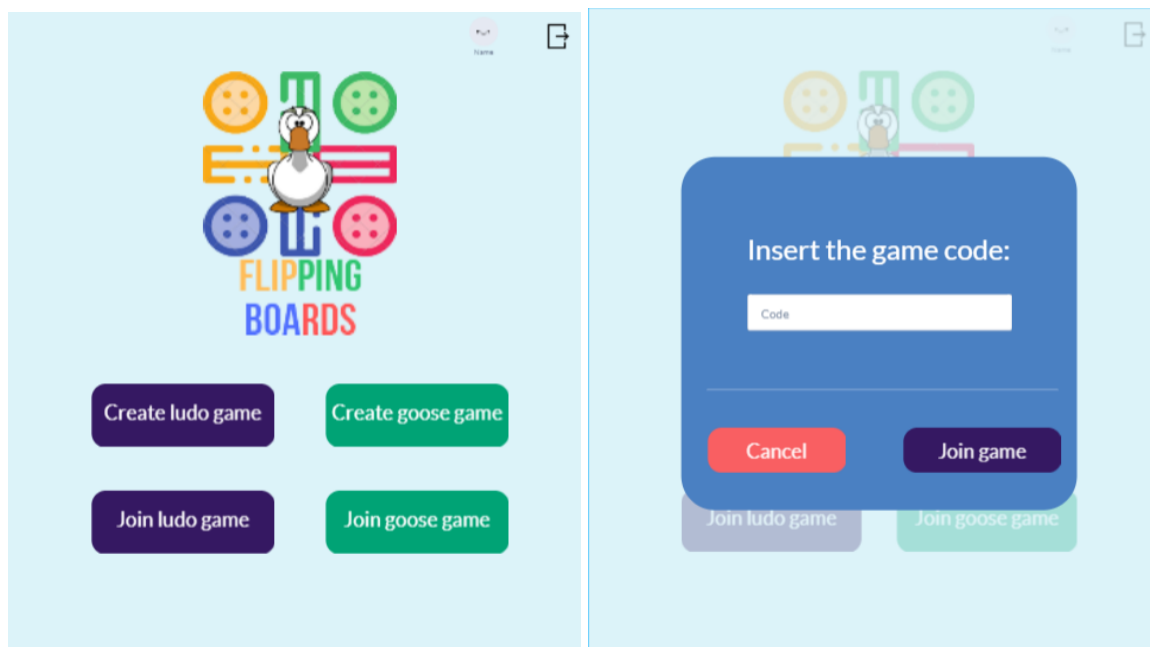 Name
FLIPPING
BOARDS
Create ludo game
Create goose game
Join ludo game
Join goose game
Name
Insert the game code:
Code
Cancel
Join game
Join ludo game
Join goose game